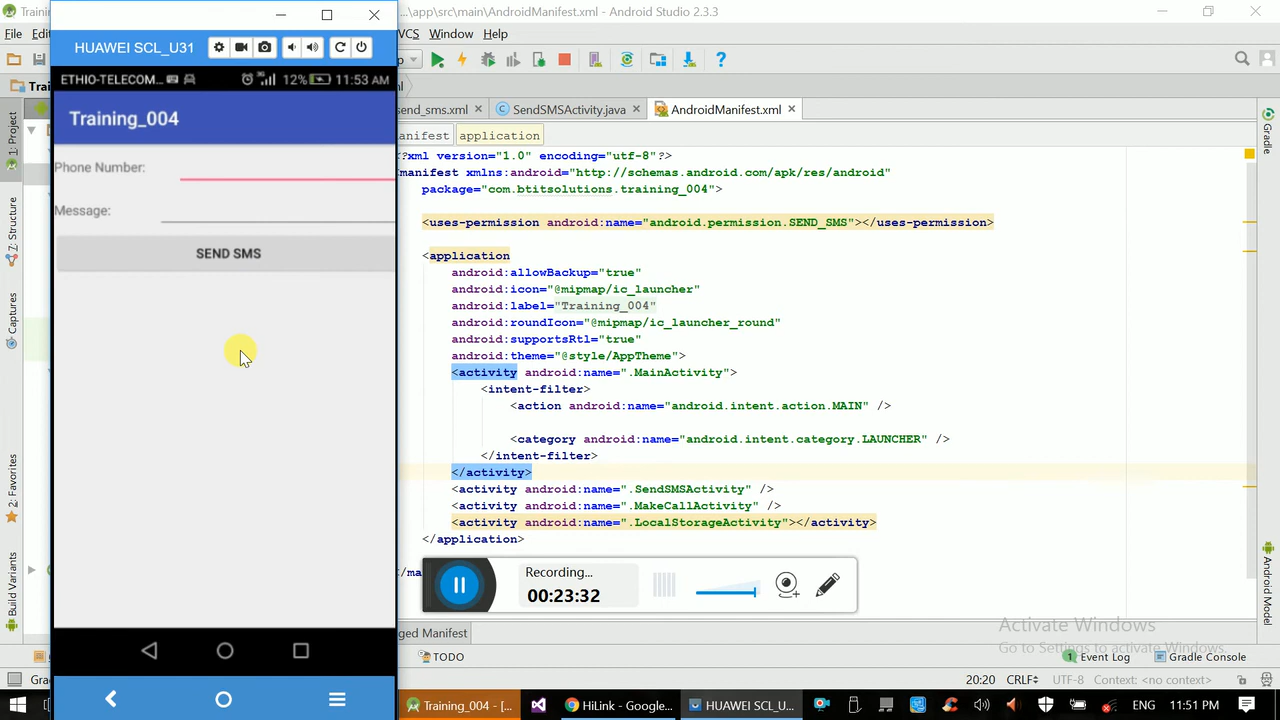 Training
...\app\src\main\AndroidManifest.xml - Android Studio 2.3.3
File Edi VCS Window Help
HUAWEI SCL_U31
ETHIO-TELECOM... 3G 12% 11:53 AM
Training_004
Phone Number:
Message:
SEND SMS
Trai
send_sms.xml SendSMSActivity.java AndroidManifest.xml
anifest application
1: Project
Z: Structure
Captures
2: Favorites
Build Variants
Gradle
Android Model
<?xml version="1.0" encoding="utf-8"?>
manifest xmlns:android="http://schemas.android.com/apk/res/android"
package="com.btitsolutions.training_004">
<uses-permission android:name="android.permission.SEND_SMS"></uses-permission>
<application
android:allowBackup="true"
android:icon="@mipmap/ic_launcher"
android:label="Training_004"
android:roundIcon="@mipmap/ic_launcher_round"
android:supportsRtl="true"
android:theme="@style/AppTheme">
<activity android:name=".MainActivity">
<intent-filter>
<action android:name="android.intent.action.MAIN" />
<category android:name="android.intent.category.LAUNCHER" />
</intent-filter>
</activity>
<activity android:name=".SendSMSActivity" />
<activity android:name=".MakeCallActivity" />
<activity android:name=".LocalStorageActivity"></activity>
</application>
</ma
Recording...
00:23:32
ged Manifest
Activate Windows
Go to Settings to activate Windows.
TODO
1 Event Log Gradle Console
Gra
20:20 CRLF UTF-8 Context: <no context>
Training_004 - [...
HiLink - Google...
HUAWEI SCL_U...
ENG 11:51 PM